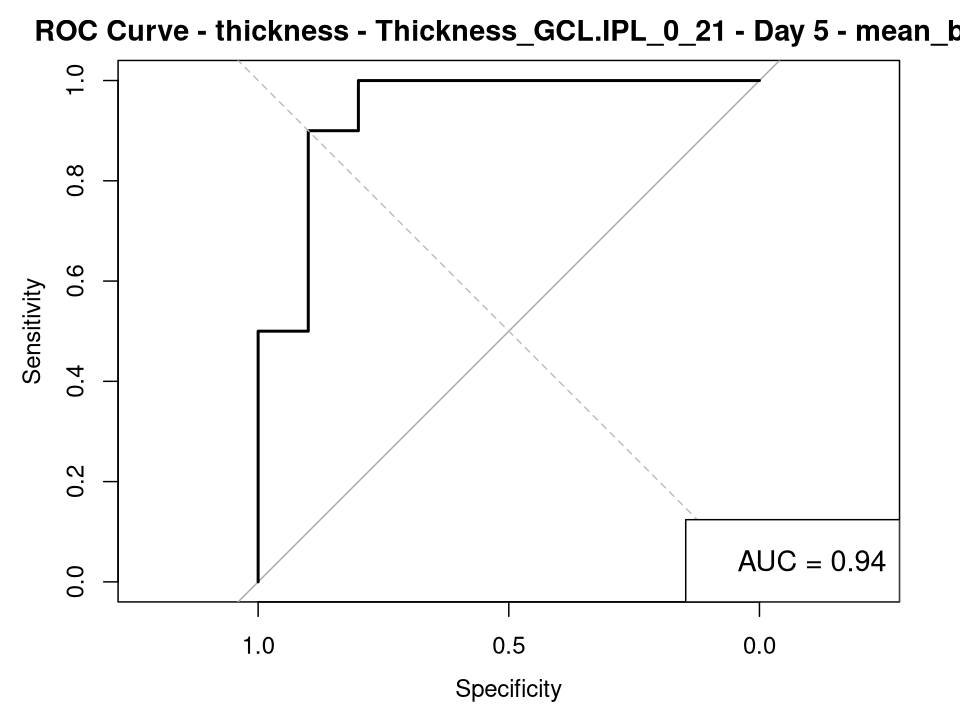 ROC Curve - thickness - Thickness_GCL.IPL_0_21 - Day 5 - mean_b
1.0
0.8
0.6
0.4
0.2
0.0
Sensitivity
AUC = 0.94
1.0 0.5 0.0
Specificity